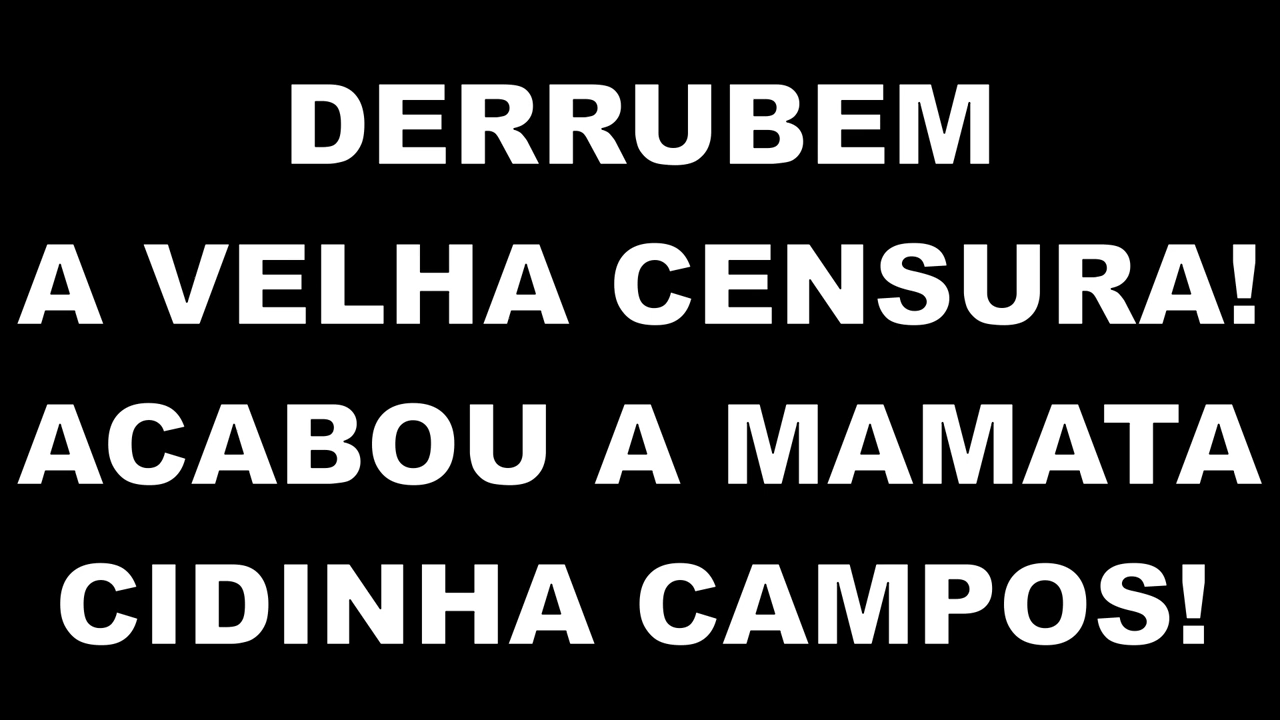 DERRUBEM
A VELHA CENSURA!
ACABOU A MAMATA
CIDINHA CAMPOS!